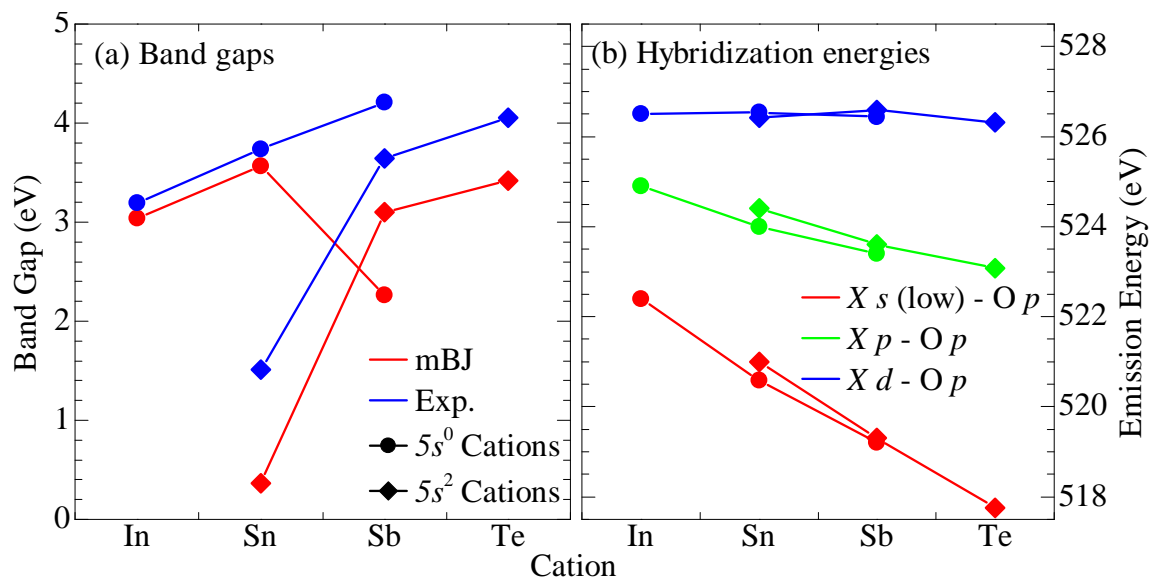 (a) Band gaps
Band Gap (eV)
5
4
3
2
1
0
mBJ
Exp.
5s⁰ Cations
5s² Cations
In Sn Sb Te
(b) Hybridization energies
X s (low) - O p
X p - O p
X d - O p
528
526
524
522
520
518
Emission Energy (eV)
In Sn Sb Te
Cation